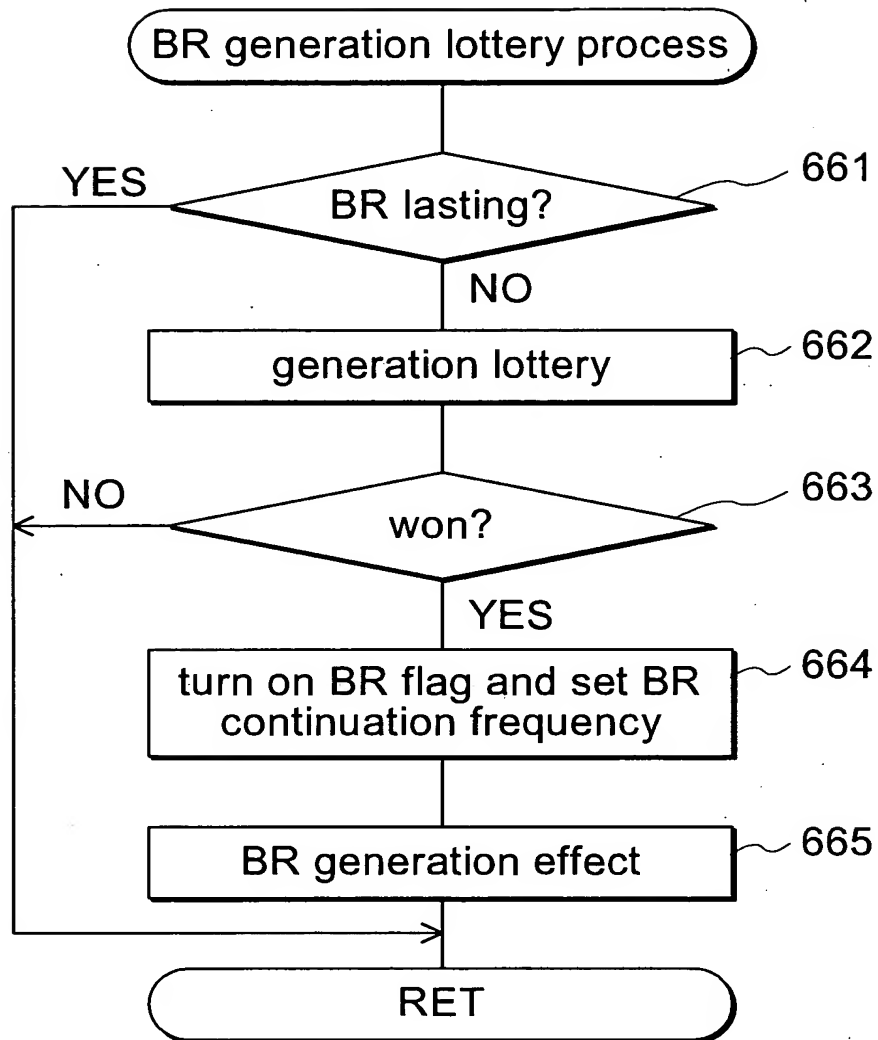 BR generation lottery process
YES
661
BR lasting?
NO
662
generation lottery
NO
663
won?
YES
664
turn on BR flag and set BR
continuation frequency
665
BR generation effect
RET